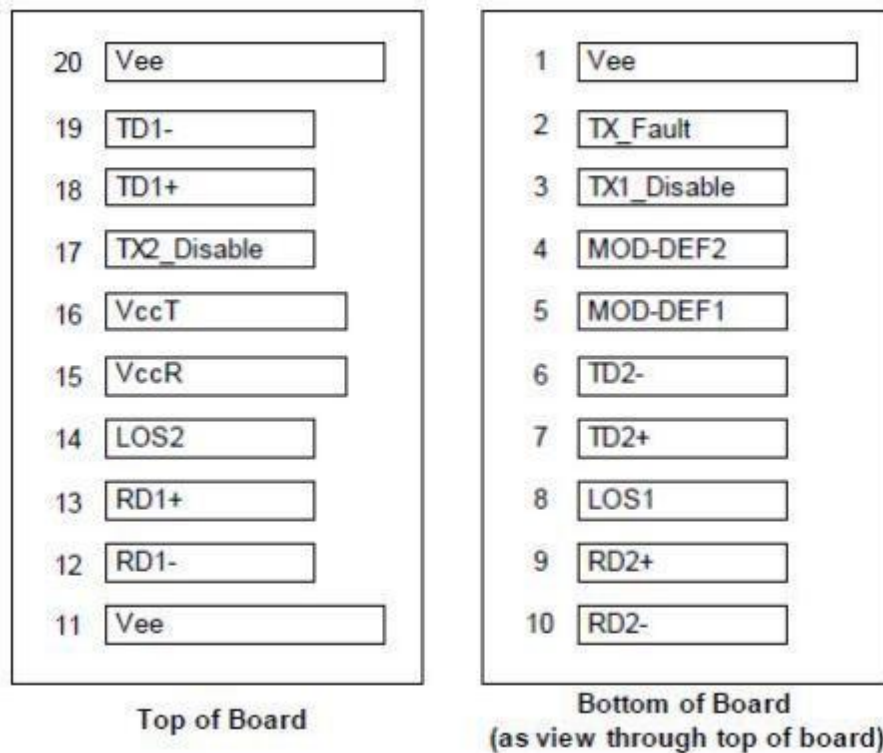 20 Vee
19 TD1-
18 TD1+
17 TX2_Disable
16 VccT
15 VccR
14 LOS2
13 RD1+
12 RD1-
11 Vee
Top of Board
1 Vee
2 TX_Fault
3 TX1_Disable
4 MOD-DEF2
5 MOD-DEF1
6 TD2-
7 TD2+
8 LOS1
9 RD2+
10 RD2-
Bottom of Board
(as view through top of board)